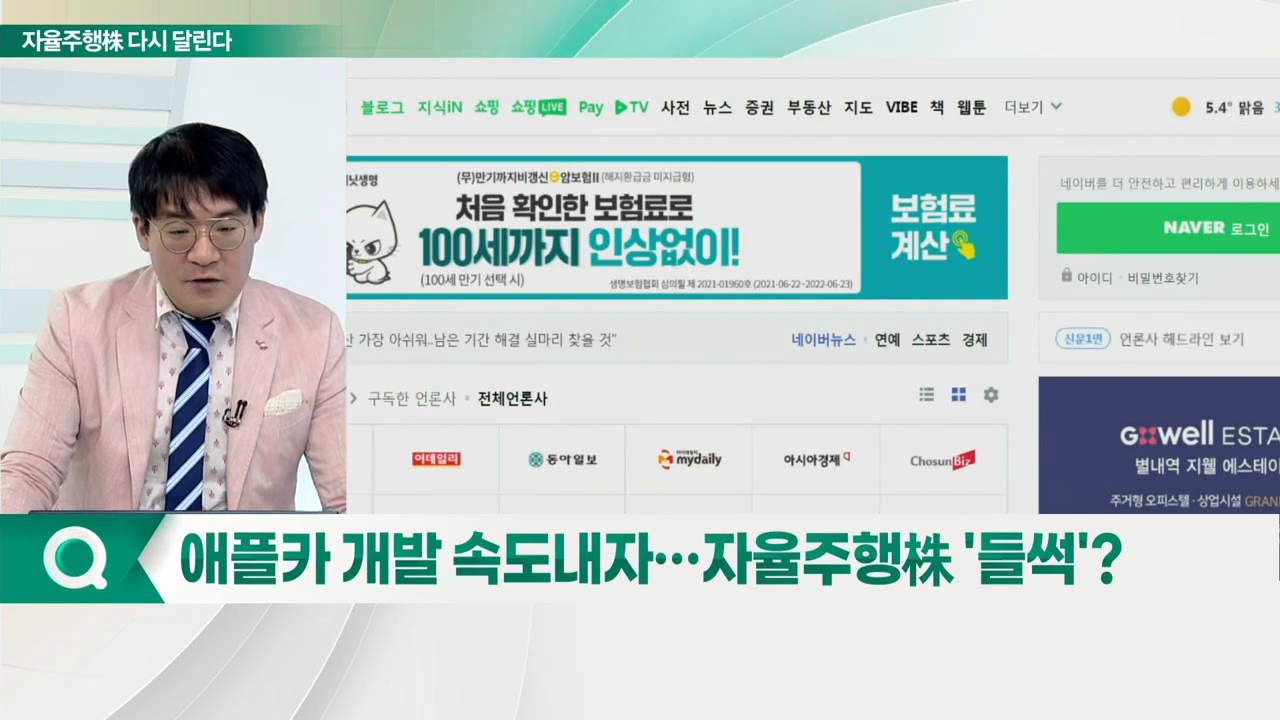 자율주행株 다시 달린다
블로그 지식iN 쇼핑 쇼핑LIVE Pay TV 사전 뉴스 증권 부동산 지도 VIBE 책 웹툰 더보기
5.4° 맑음
(무)만기까지비갱신e암보험II (해지환급금 미지급형)
처음 확인한 보험료로
100세까지 인상없이!
(100세 만기 선택 시)
생명보험협회 심의필 제 2021-01960호 (2021-06-22~2022-06-23)
보험료
계산
네이버를 더 안전하고 편리하게 이용하세
NAVER 로그인
아이디 · 비밀번호찾기
가장 아쉬워..남은 기간 해결 실마리 찾을 것"
네이버뉴스 · 연예 스포츠 경제
신문1면 언론사 헤드라인 보기
구독한 언론사 · 전체언론사
이데일리 동아일보 마이데일리 mydaily 아시아경제 ChosunBiz
Gwell ESTA
별내역 지웰 에스테이
주거형 오피스텔 · 상업시설 GRAN
애플카 개발 속도내자…자율주행株 '들썩'?